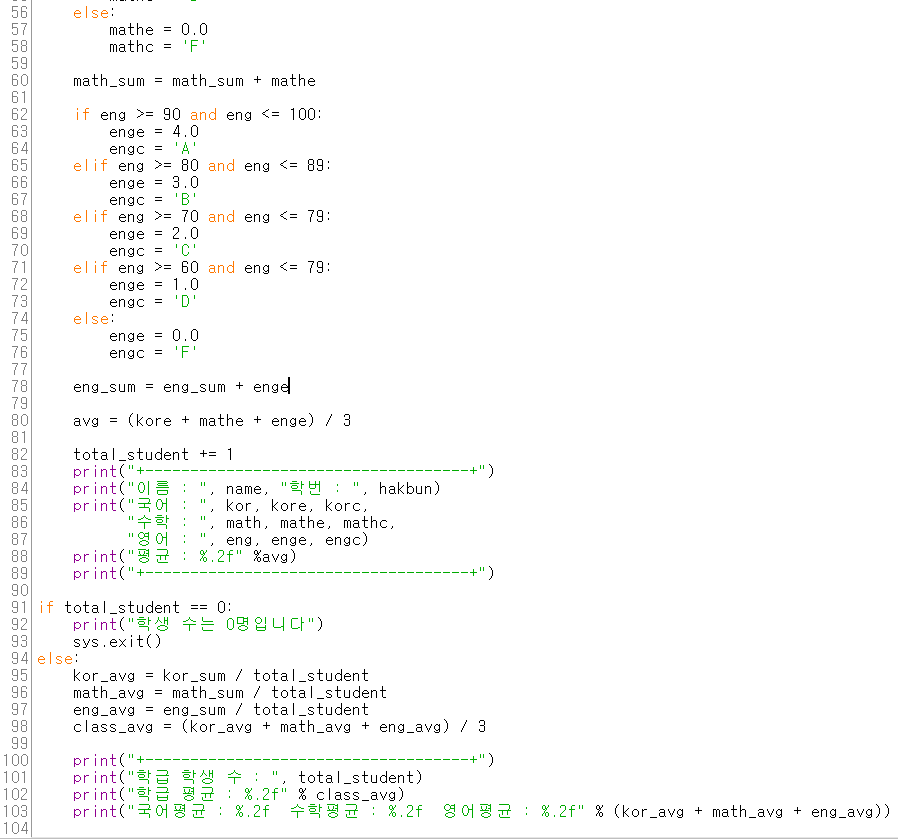 56     else:
57         mathe = 0.0
58         mathc = 'F'
59
60     math_sum = math_sum + mathe
61
62     if eng >= 90 and eng <= 100:
63         enge = 4.0
64         engc = 'A'
65     elif eng >= 80 and eng <= 89:
66         enge = 3.0
67         engc = 'B'
68     elif eng >= 70 and eng <= 79:
69         enge = 2.0
70         engc = 'C'
71     elif eng >= 60 and eng <= 79:
72         enge = 1.0
73         engc = 'D'
74     else:
75         enge = 0.0
76         engc = 'F'
77
78     eng_sum = eng_sum + enge
79
80     avg = (kore + mathe + enge) / 3
81
82     total_student += 1
83     print("+------------------------------------+")
84     print("이름 : ", name, "학번 : ", hakbun)
85     print("국어 : ", kor, kore, korc,
86           "수학 : ", math, mathe, mathc,
87           "영어 : ", eng, enge, engc)
88     print("평균 : %.2f" %avg)
89     print("+------------------------------------+")
90
91 if total_student == 0:
92     print("학생 수는 0명입니다")
93     sys.exit()
94 else:
95     kor_avg = kor_sum / total_student
96     math_avg = math_sum / total_student
97     eng_avg = eng_sum / total_student
98     class_avg = (kor_avg + math_avg + eng_avg) / 3
99
100     print("+------------------------------------+")
101     print("학급 학생 수 : ", total_student)
102     print("학급 평균 : %.2f" % class_avg)
103     print("국어평균 : %.2f  수학평균 : %.2f  영어평균 : %.2f" % (kor_avg + math_avg + eng_avg))
104